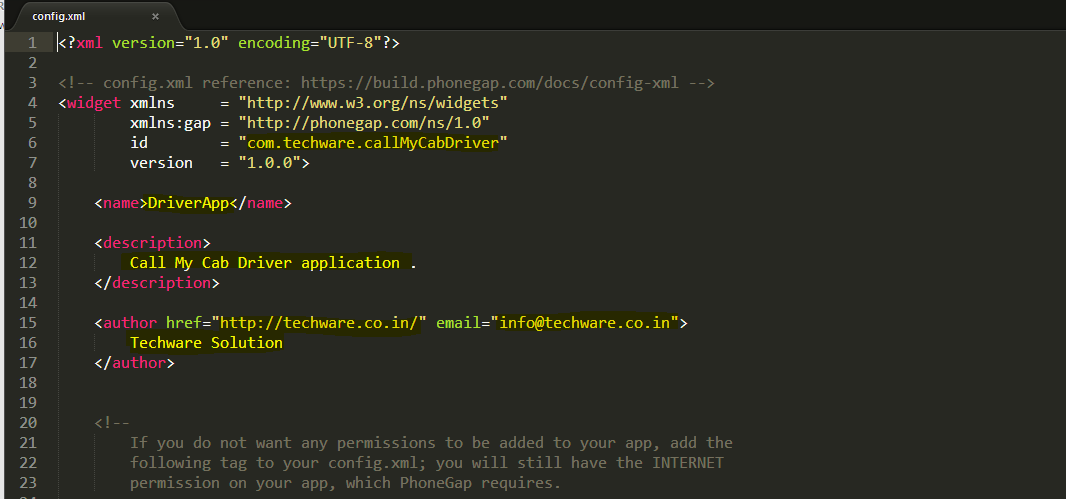 config.xml ×
1 <?xml version="1.0" encoding="UTF-8"?>
2
3 <!-- config.xml reference: https://build.phonegap.com/docs/config-xml -->
4 <widget xmlns     = "http://www.w3.org/ns/widgets"
5         xmlns:gap = "http://phonegap.com/ns/1.0"
6         id        = "com.techware.callMyCabDriver"
7         version   = "1.0.0">
8
9     <name>DriverApp</name>
10
11     <description>
12         Call My Cab Driver application .
13     </description>
14
15     <author href="http://techware.co.in/" email="info@techware.co.in">
16         Techware Solution
17     </author>
18
19
20     <!--
21         If you do not want any permissions to be added to your app, add the
22         following tag to your config.xml; you will still have the INTERNET
23         permission on your app, which PhoneGap requires.